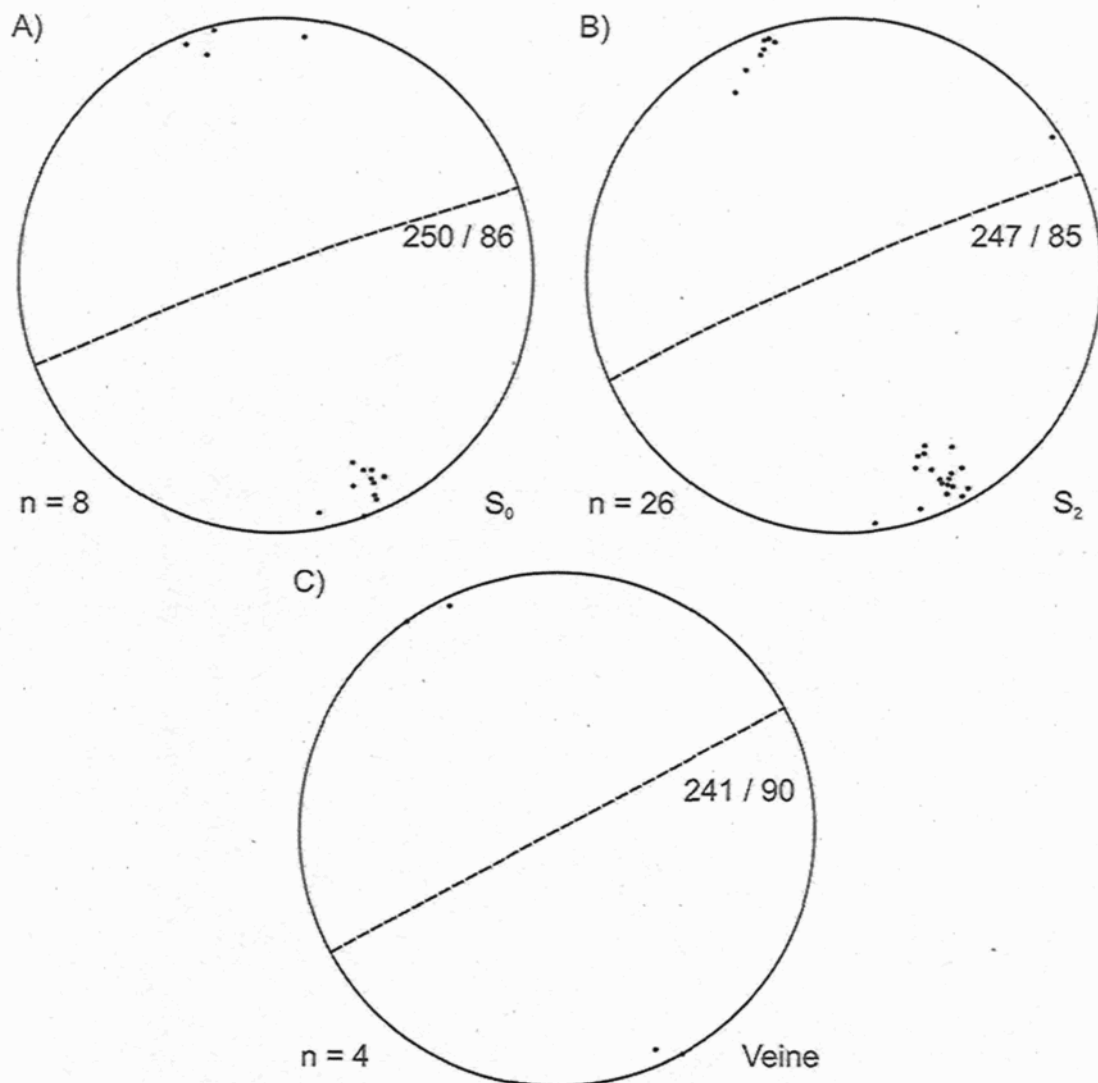 A)
250 / 86
n = 8
S₀
B)
247 / 85
n = 26
S₂
C)
241 / 90
n = 4
Veine